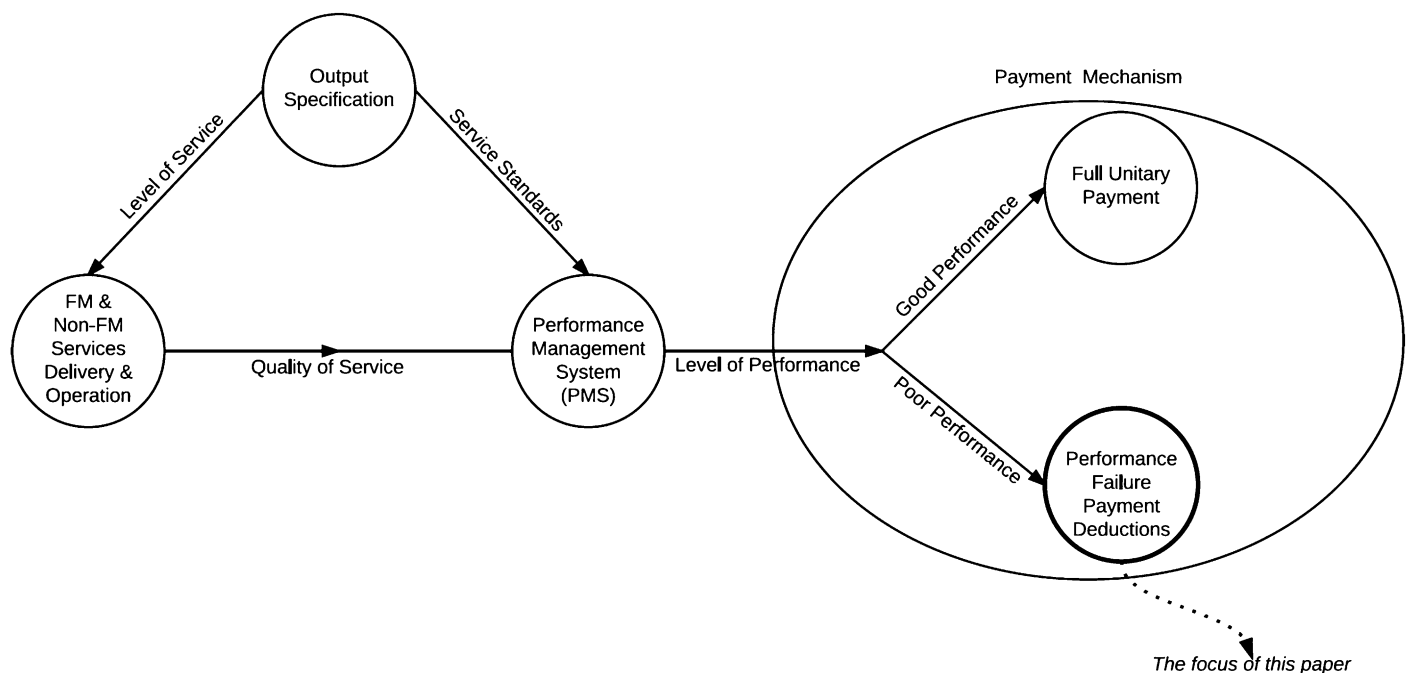 Output
Specification
Level of Service
Service Standards
FM &
Non-FM
Services
Delivery &
Operation
Quality of Service
Performance
Management
System
(PMS)
Level of Performance
Payment Mechanism
Good Performance
Full Unitary
Payment
Poor Performance
Performance
Failure
Payment
Deductions
The focus of this paper